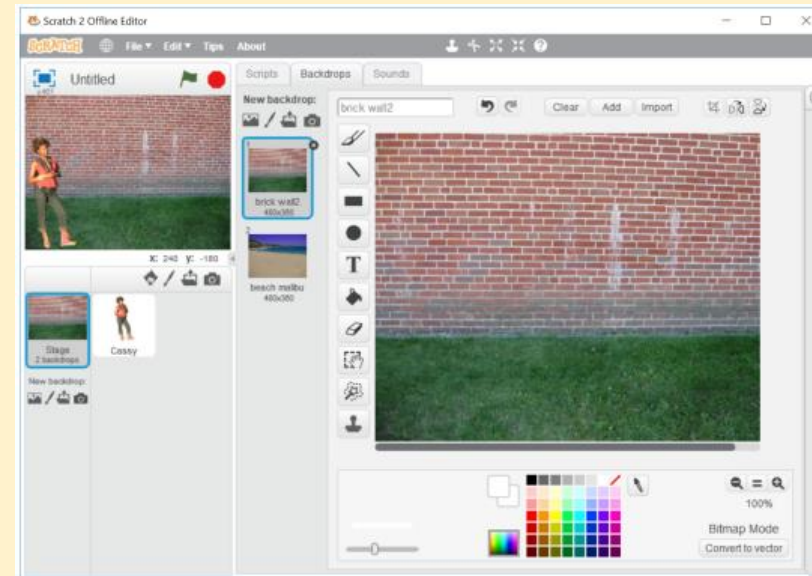 Scratch 2 Offline Editor
SCRATCH File Edit Tips About
Untitled
v461
Scripts Backdrops Sounds
New backdrop:
brick wall2
Clear Add Import
1
brick wall2
480x360
2
beach malibu
480x360
T
X: 240 Y: -180
Stage
2 backdrops
Cassy
New backdrop:
100%
Bitmap Mode
Convert to vector